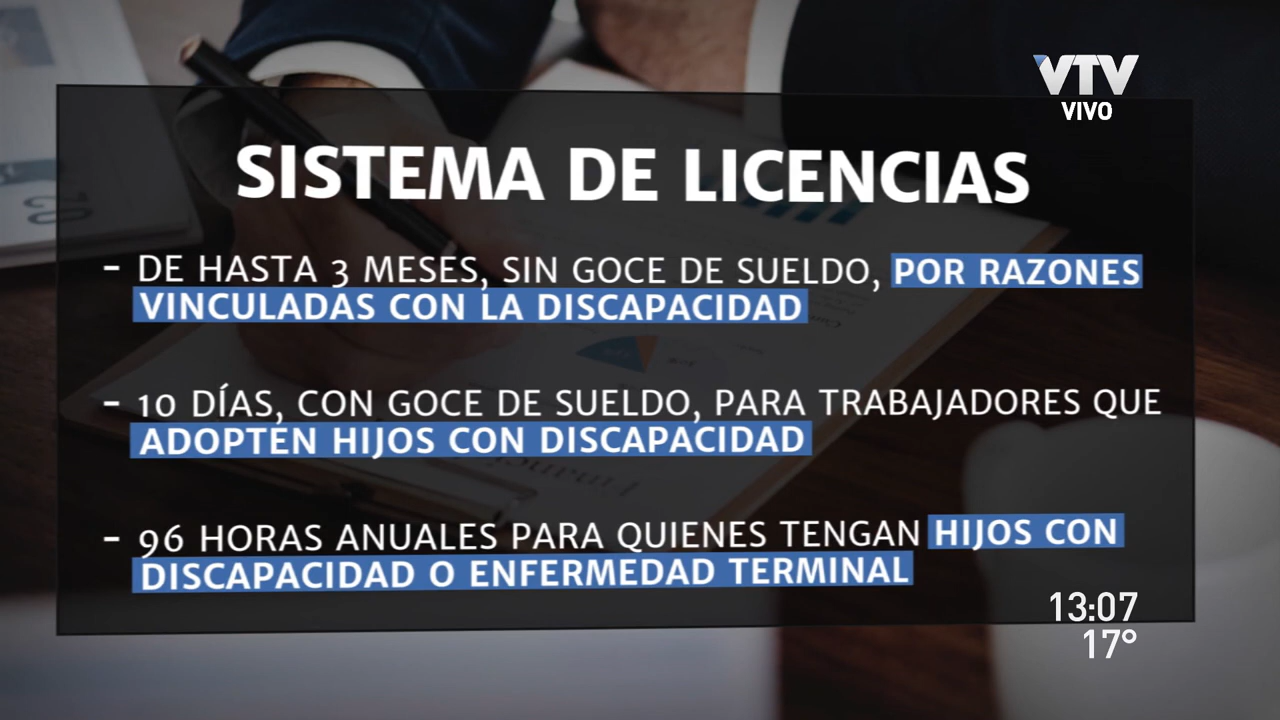 VTV
VIVO
SISTEMA DE LICENCIAS
- DE HASTA 3 MESES, SIN GOCE DE SUELDO, POR RAZONES
VINCULADAS CON LA DISCAPACIDAD
- 10 DÍAS, CON GOCE DE SUELDO, PARA TRABAJADORES QUE
ADOPTEN HIJOS CON DISCAPACIDAD
- 96 HORAS ANUALES PARA QUIENES TENGAN HIJOS CON
DISCAPACIDAD O ENFERMEDAD TERMINAL
13:07
17°